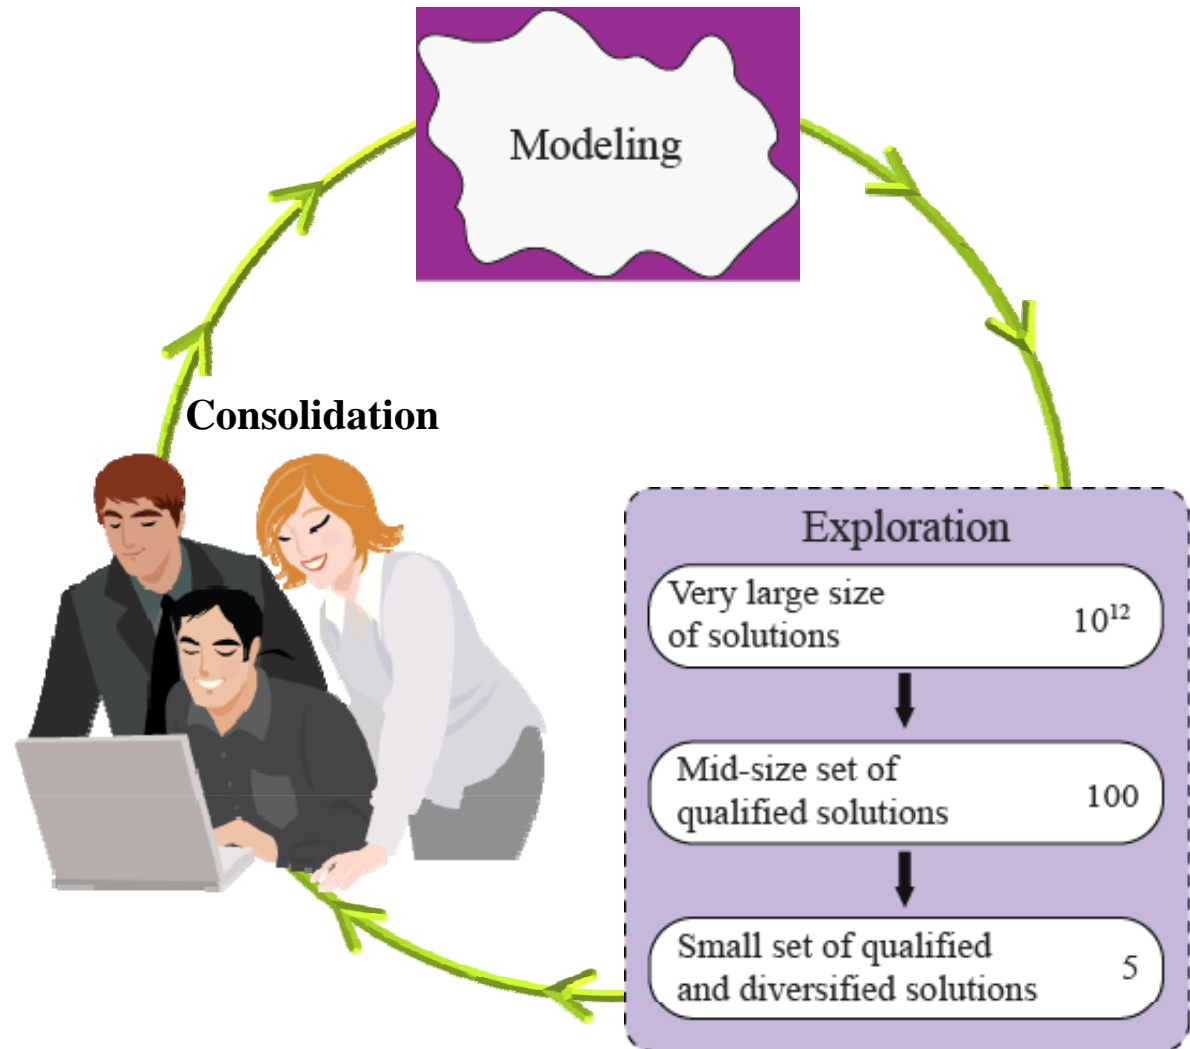 Modeling
Consolidation
Exploration
Very large size
of solutions
10¹²
Mid-size set of
qualified solutions
100
Small set of qualified
and diversified solutions
5